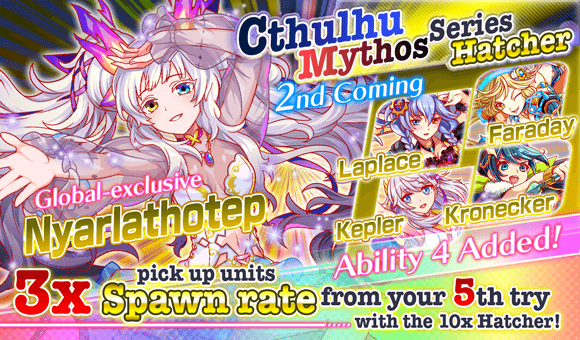 Cthulhu Mythos Series Hatcher
2nd Coming
Laplace
Faraday
Kepler
Kronecker
Global-exclusive
Nyarlathotep
Ability 4 Added!
3x pick up units Spawn rate from your 5th try
with the 10x Hatcher!